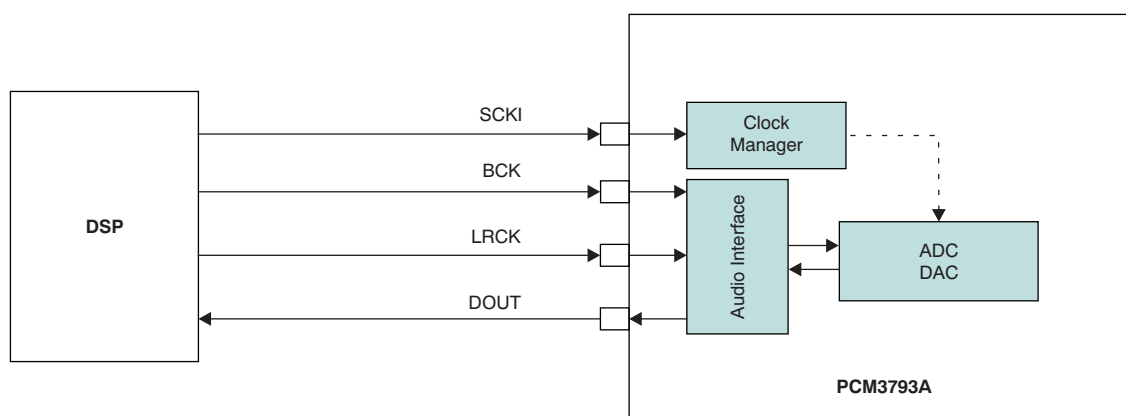 SCKI
Clock
Manager
BCK
DSP
LRCK
Audio Interface
ADC
DAC
DOUT
PCM3793A